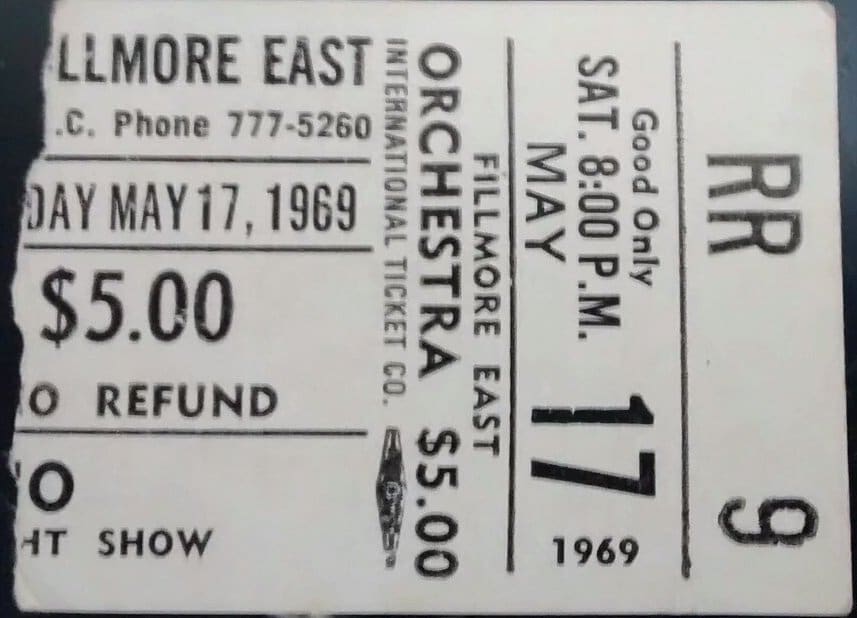 LLMORE EAST
.C. Phone 777-5260
DAY MAY 17, 1969
$5.00
O REFUND
O
HT SHOW
INTERNATIONAL TICKET CO.
ORCHESTRA $5.00
FILLMORE EAST
MAY 17 1969
SAT. 8:00 P.M.
Good Only
RR 9